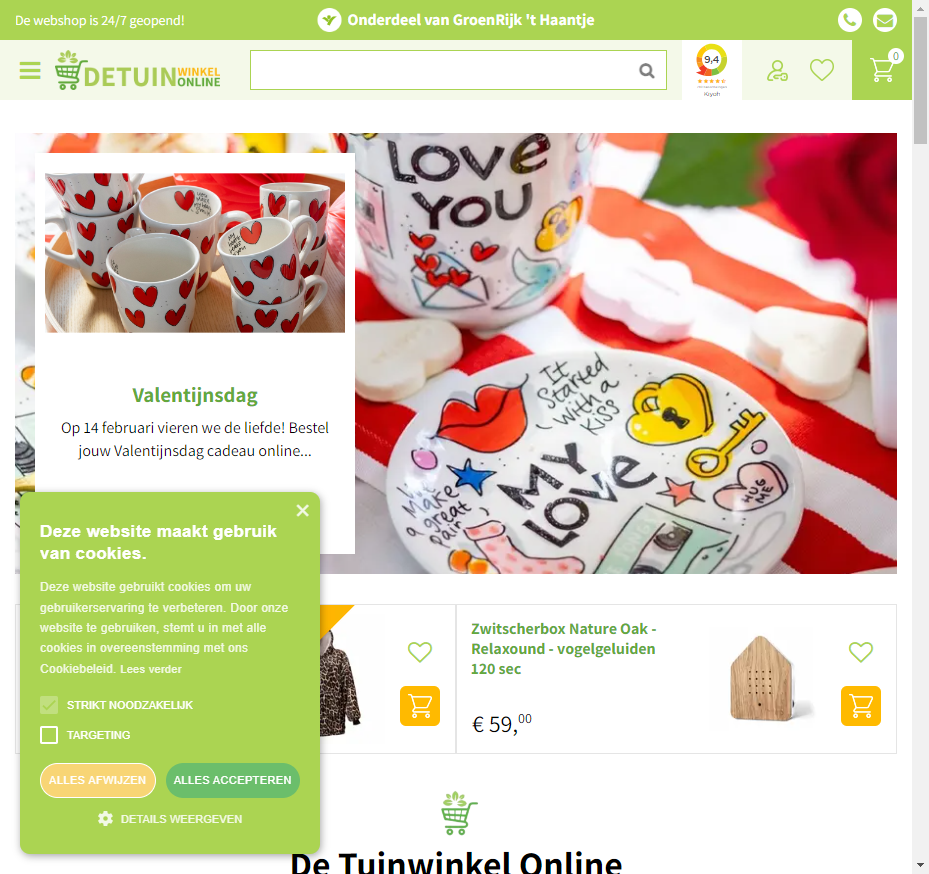 De webshop is 24/7 geopend!
Onderdeel van GroenRijk 't Haantje
DETUIN WINKEL ONLINE
9,4
Kiyoh
0
LOVE
YOU
Valentijnsdag
Op 14 februari vieren we de liefde! Bestel
jouw Valentijnsdag cadeau online...
It
Started
with a
kiss
MY
LOVE
HUG
ME
Make
a great
pair
Deze website maakt gebruik
van cookies.
Deze website gebruikt cookies om uw
gebruikerservaring te verbeteren. Door onze
website te gebruiken, stemt u in met alle
cookies in overeenstemming met ons
Cookiebeleid. Lees verder
STRIKT NOODZAKELIJK
TARGETING
ALLES AFWIJZEN
ALLES ACCEPTEREN
DETAILS WEERGEVEN
Zwitscherbox Nature Oak -
Relaxound - vogelgeluiden
120 sec
€ 59,00
De Tuinwinkel Online